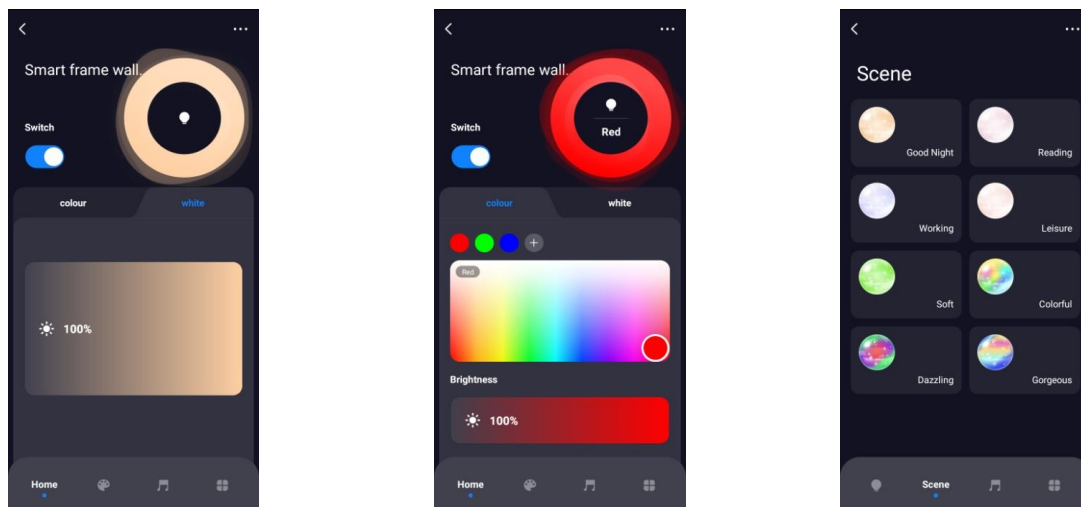 Smart frame wall.
Switch
colour white
100%
Home
Smart frame wall.
Red
Switch
colour white
Red
Brightness
100%
Home
Scene
Good Night Reading
Working Leisure
Soft Colorful
Dazzling Gorgeous
Scene